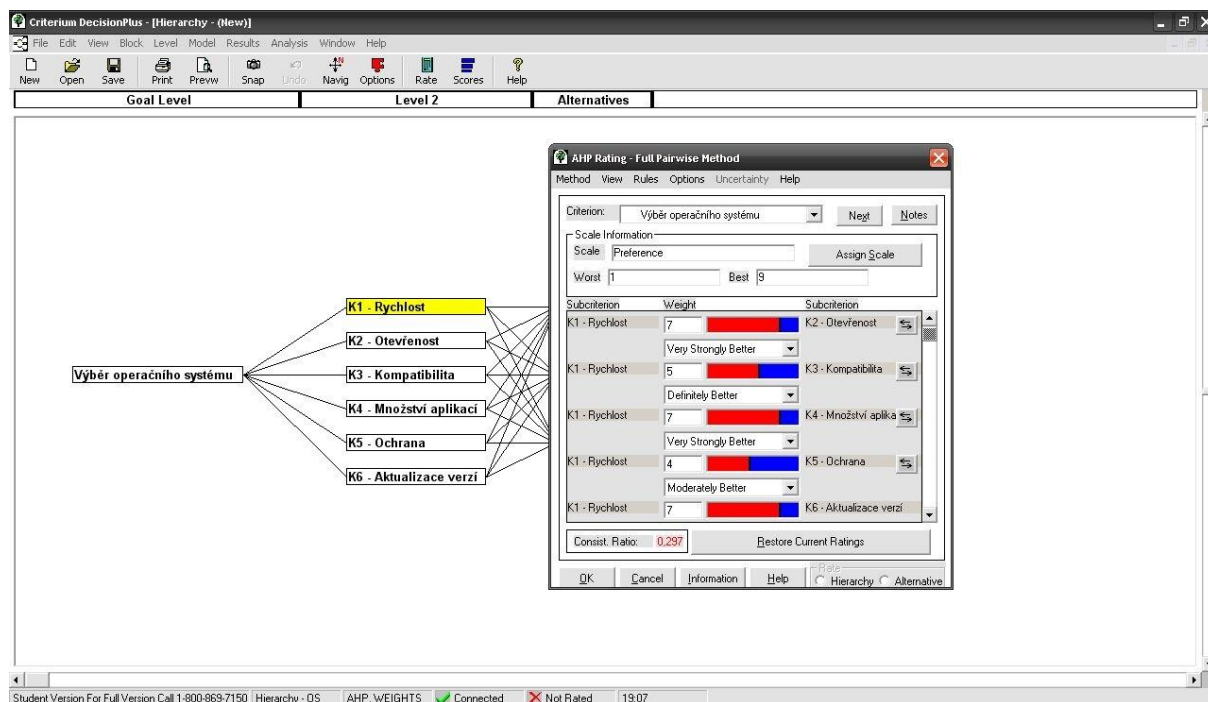 Criterium DecisionPlus - [Hierarchy - (New)]
File Edit View Block Level Model Results Analysis Window Help
New Open Save Print Prevw Snap Undo Navig Options Rate Scores Help
Goal Level Level 2 Alternatives
Výběr operačního systému
K1 - Rychlost
K2 - Otevřenost
K3 - Kompatibilita
K4 - Množství aplikací
K5 - Ochrana
K6 - Aktualizace verzí
AHP Rating - Full Pairwise Method
Method View Rules Options Uncertainty Help
Criterion: Výběr operačního systému Next Notes
Scale Information
Scale Preference Assign Scale
Worst 1 Best 9
Subcriterion Weight Subcriterion
K1 - Rychlost 7 K2 - Otevřenost
Very Strongly Better
K1 - Rychlost 5 K3 - Kompatibilita
Definitely Better
K1 - Rychlost 7 K4 - Množství aplika
Very Strongly Better
K1 - Rychlost 4 K5 - Ochrana
Moderately Better
K1 - Rychlost 7 K6 - Aktualizace verzí
Consist. Ratio: 0,297 Restore Current Ratings
OK Cancel Information Help Rate
Hierarchy Alternative
Student Version For Full Version Call 1-800-869-7150 Hierarchy - OS AHP, WEIGHTS Connected Not Rated 19:07